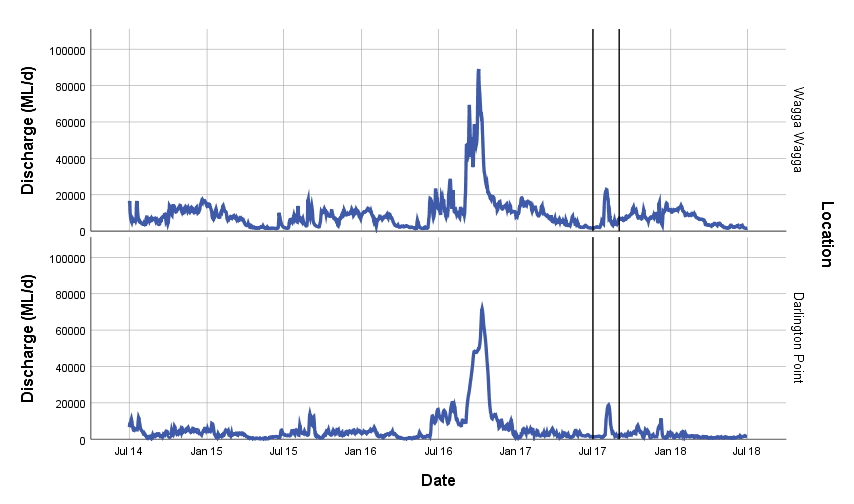 100000
80000
60000
40000
20000
0
Discharge (ML/d)
Wagga Wagga
100000
80000
60000
40000
20000
0
Discharge (ML/d)
Darlington Point
Location
Jul 14 Jan 15 Jul 15 Jan 16 Jul 16 Jan 17 Jul 17 Jan 18 Jul 18
Date